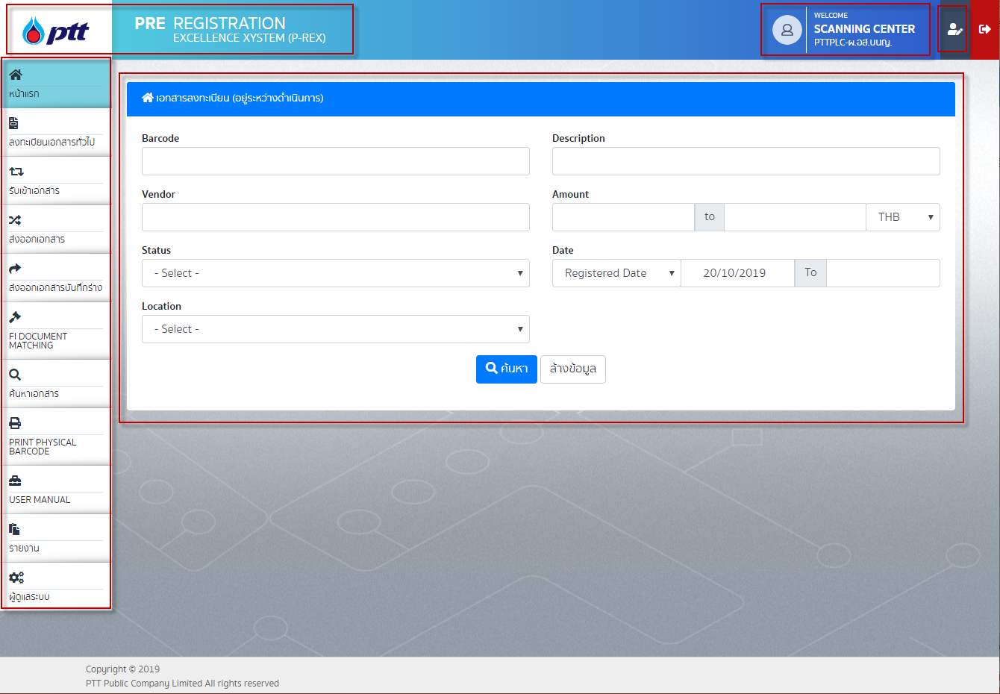 ptt
PRE REGISTRATION
EXCELLENCE XYSTEM (P-REX)
WELCOME
SCANNING CENTER
PTTPLC-ผ.อส.บนญ.
หน้าแรก
ลงทะเบียนเอกสารทั่วไป
รับเข้าเอกสาร
ส่งออกเอกสาร
ส่งออกเอกสารบันทึกร่าง
FI DOCUMENT
MATCHING
ค้นหาเอกสาร
PRINT PHYSICAL
BARCODE
USER MANUAL
รายงาน
ผู้ดูแลระบบ
เอกสารลงทะเบียน (อยู่ระหว่างดำเนินการ)
Barcode
Description
Vendor
Amount
to
THB
Status
- Select -
Date
Registered Date
20/10/2019
To
Location
- Select -
ค้นหา
ล้างข้อมูล
Copyright © 2019
PTT Public Company Limited All rights reserved